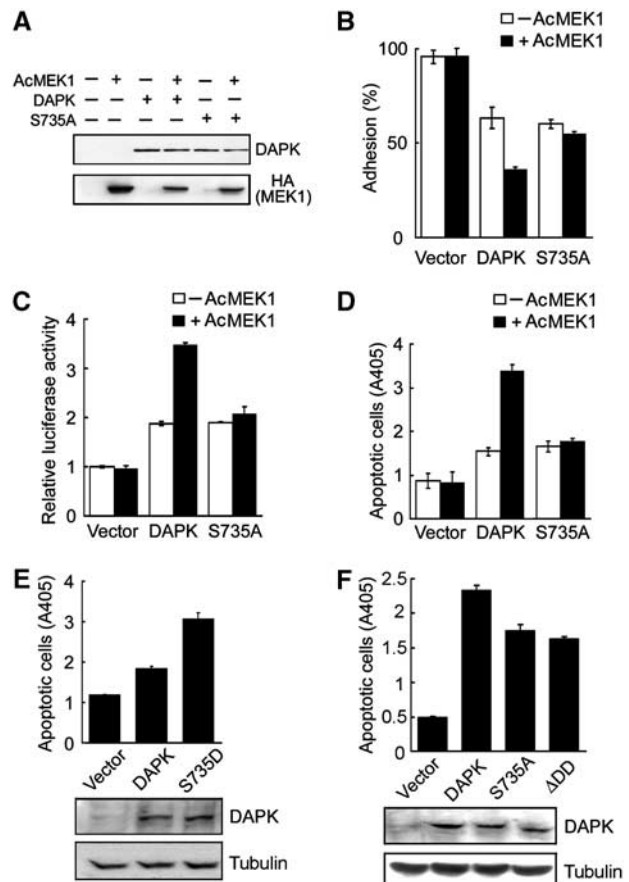 A
AcMEK1 – + – + – +
DAPK – – + + – –
S735A – – – – + +
DAPK
HA
(MEK1)
B
– AcMEK1
+ AcMEK1
Adhesion (%)
100
50
0
Vector DAPK S735A
C
– AcMEK1
+ AcMEK1
Relative luciferase activity
4
3
2
1
0
Vector DAPK S735A
D
– AcMEK1
+ AcMEK1
Apoptotic cells (A405)
4
3
2
1
0
Vector DAPK S735A
E
Apoptotic cells (A405)
4
3
2
1
0
Vector DAPK S735D
DAPK
Tubulin
F
Apoptotic cells (A405)
2.5
2
1.5
1
0.5
0
Vector DAPK S735A ΔDD
DAPK
Tubulin